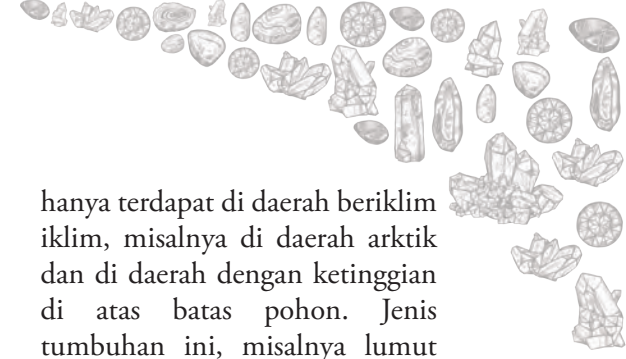 hanya terdapat di daerah beriklim
iklim, misalnya di daerah arktik
dan di daerah dengan ketinggian
di atas batas pohon. Jenis
tumbuhan ini, misalnya lumut